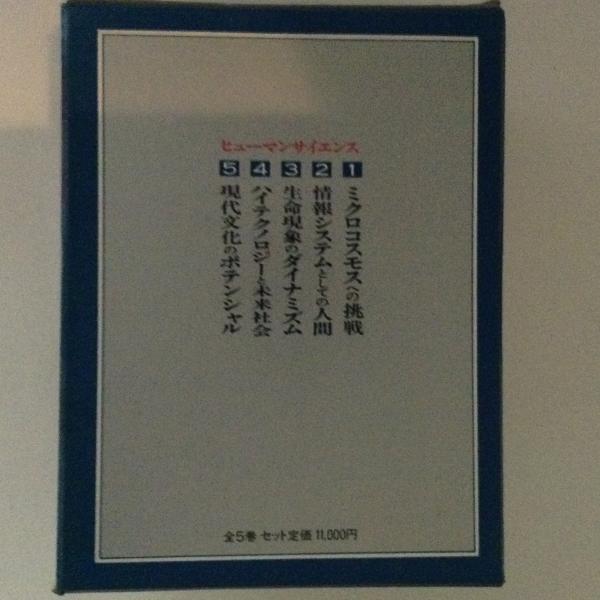 ヒューマンサイエンス
1 ミクロコスモスへの挑戦
2 情報システムとしての人間
3 生命現象のダイナミズム
4 ハイテクノロジーと未来社会
5 現代文化のポテンシャル
全5巻 セット定価 11,000円